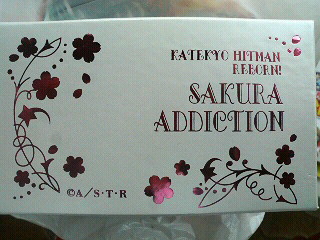 KATEKYO HITMAN
REBORN!
SAKURA
ADDICTION
©A/S·T·R